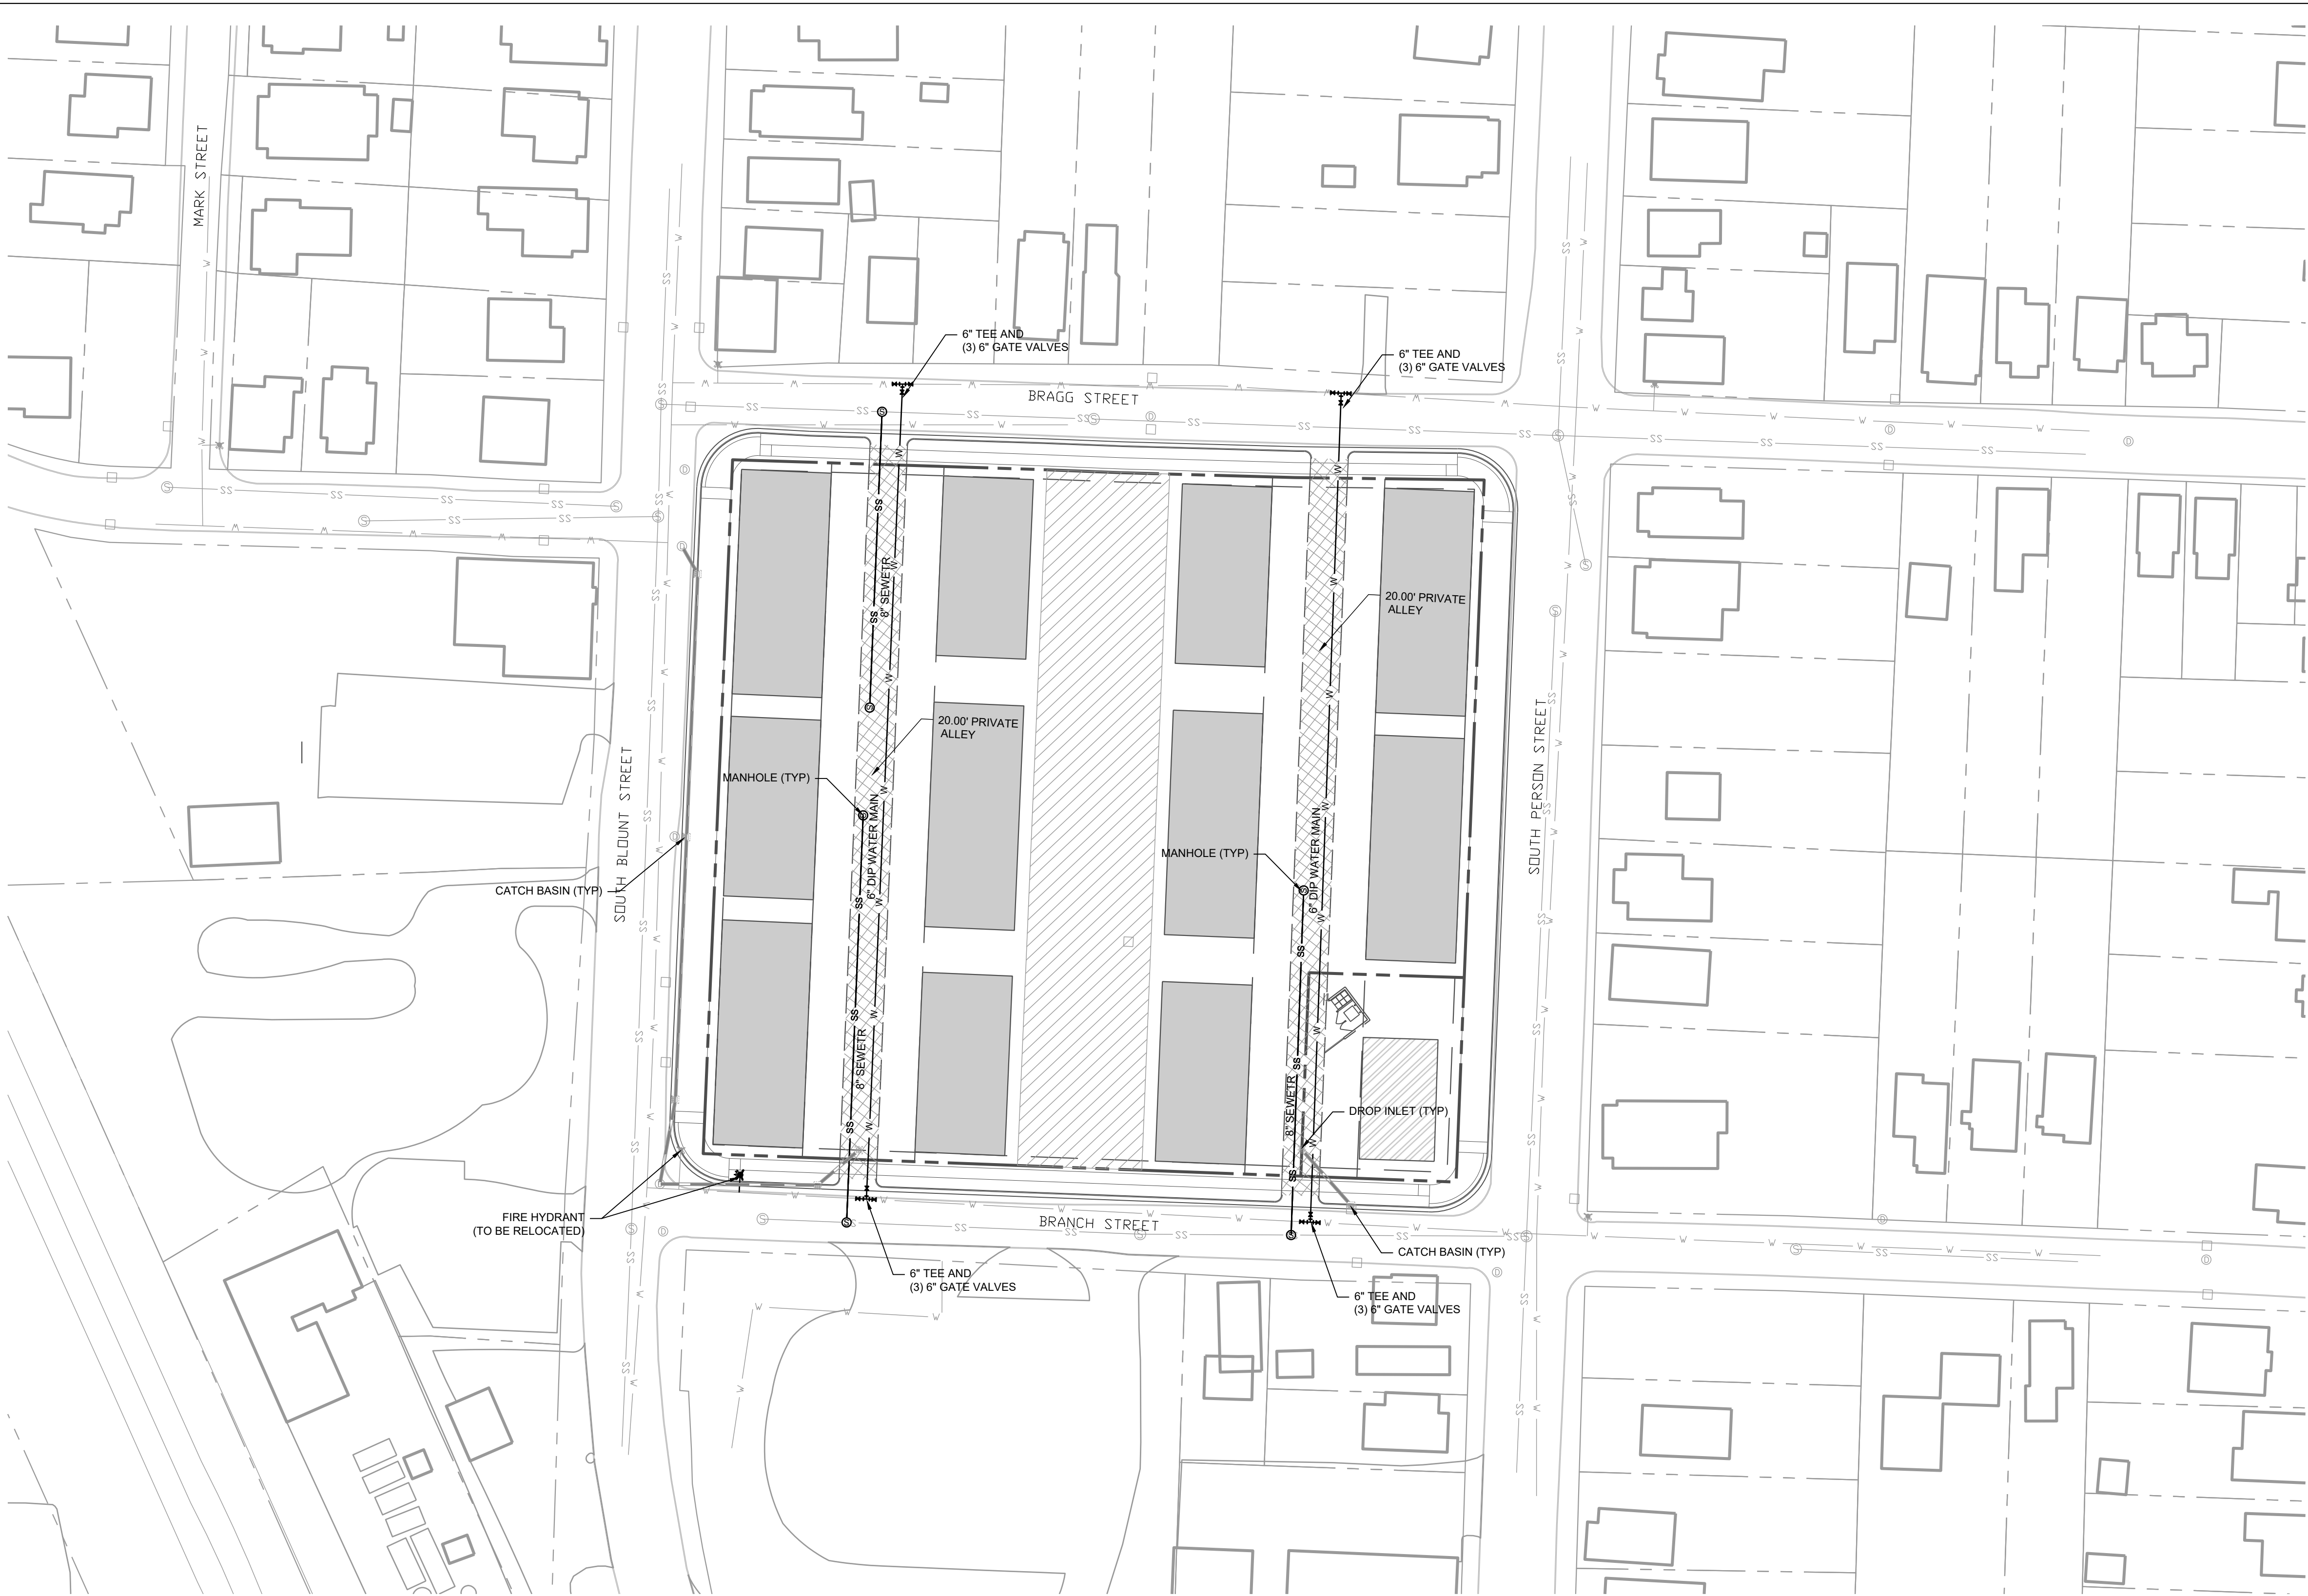 MARK STREET
6" TEE AND
(3) 6" GATE VALVES
6" TEE AND
(3) 6" GATE VALVES
BRAGG STREET
8" SEWETR
20.00' PRIVATE
ALLEY
20.00' PRIVATE
ALLEY
MANHOLE (TYP)
6" DIP WATER MAIN
SOUTH BLOUNT STREET
SOUTH PERSON STREET
MANHOLE (TYP)
6" DIP WATER MAIN
CATCH BASIN (TYP)
8" SEWETR
8" SEWETR
DROP INLET (TYP)
FIRE HYDRANT
(TO BE RELOCATED)
BRANCH STREET
CATCH BASIN (TYP)
6" TEE AND
(3) 6" GATE VALVES
6" TEE AND
(3) 6" GATE VALVES